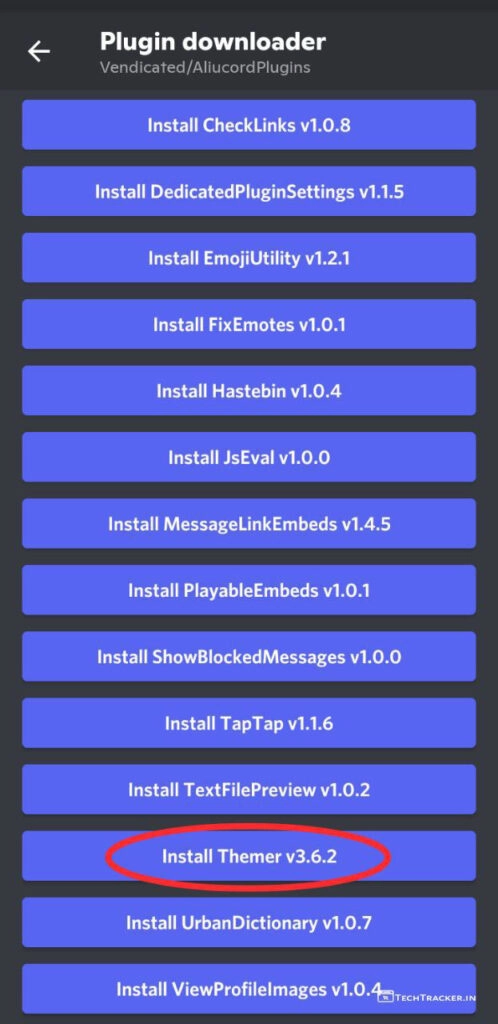 Plugin downloader
Vendicated/AliucordPlugins
Install CheckLinks v1.0.8
Install DedicatedPluginSettings v1.1.5
Install EmojiUtility v1.2.1
Install FixEmotes v1.0.1
Install Hastebin v1.0.4
Install JsEval v1.0.0
Install MessageLinkEmbeds v1.4.5
Install PlayableEmbeds v1.0.1
Install ShowBlockedMessages v1.0.0
Install TapTap v1.1.6
Install TextFilePreview v1.0.2
Install Themer v3.6.2
Install UrbanDictionary v1.0.7
Install ViewProfileImages v1.0.4
TECHTRACKER.IN